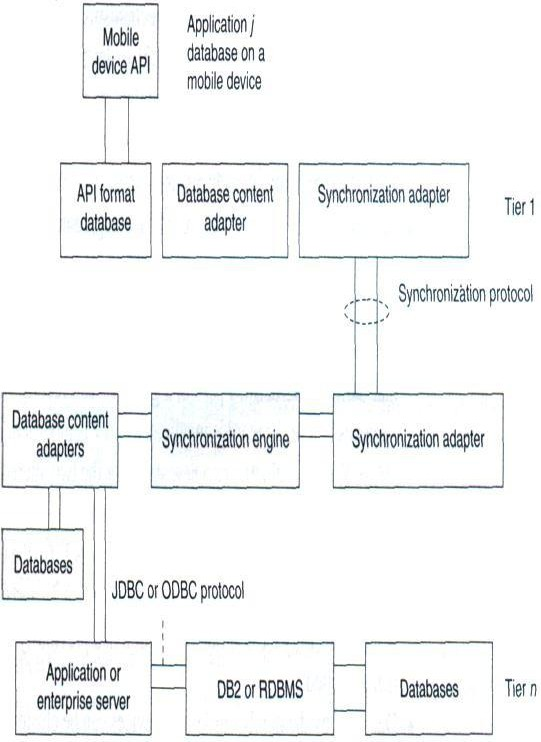 Mobile
device API
Application j
database on a
mobile device
API format
database
Database content
adapter
Synchronization adapter
Tier 1
Synchronization protocol
Database content
adapters
Synchronization engine
Synchronization adapter
Databases
JDBC or ODBC protocol
Application or
enterprise server
DB2 or RDBMS
Databases
Tier n